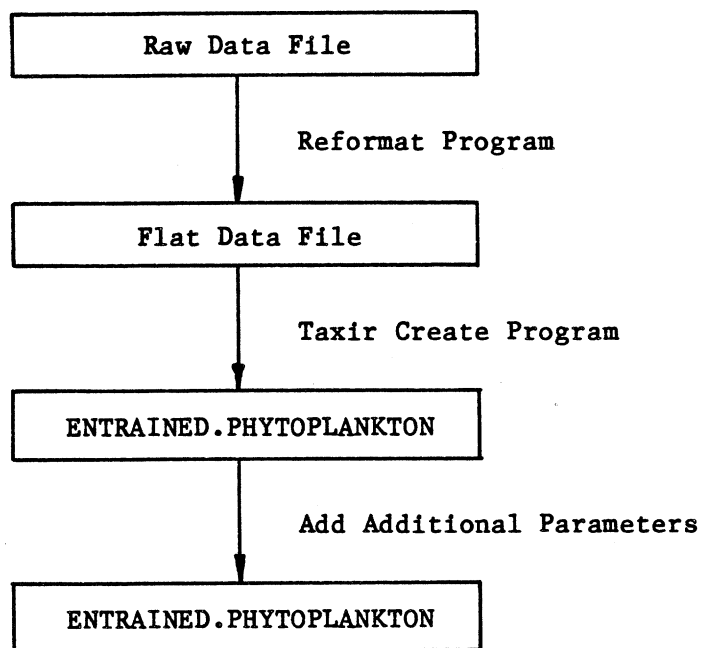 Raw Data File
Reformat Program
Flat Data File
Taxir Create Program
ENTRAINED.PHYTOPLANKTON
Add Additional Parameters
ENTRAINED.PHYTOPLANKTON